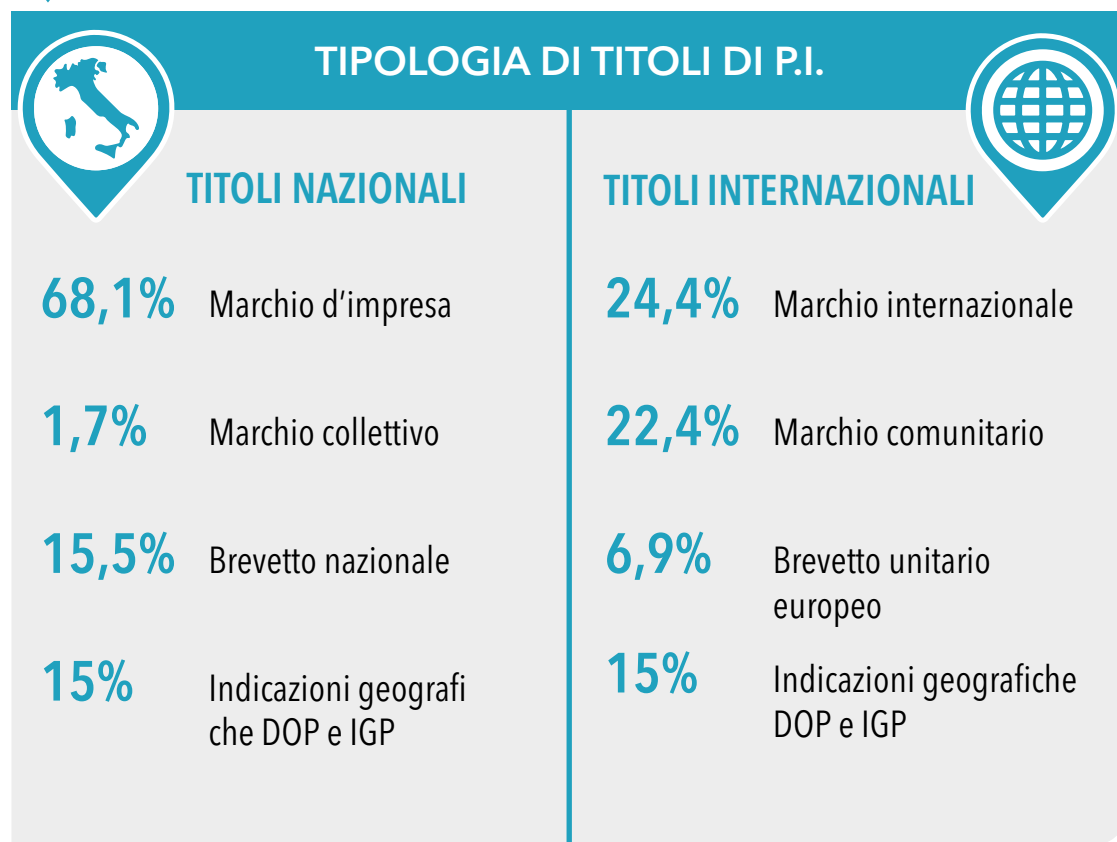 TIPOLOGIA DI TITOLI DI P.I.
TITOLI NAZIONALI
68,1% Marchio d’impresa
1,7% Marchio collettivo
15,5% Brevetto nazionale
15% Indicazioni geografi
che DOP e IGP
TITOLI INTERNAZIONALI
24,4% Marchio internazionale
22,4% Marchio comunitario
6,9% Brevetto unitario
europeo
15% Indicazioni geografiche
DOP e IGP